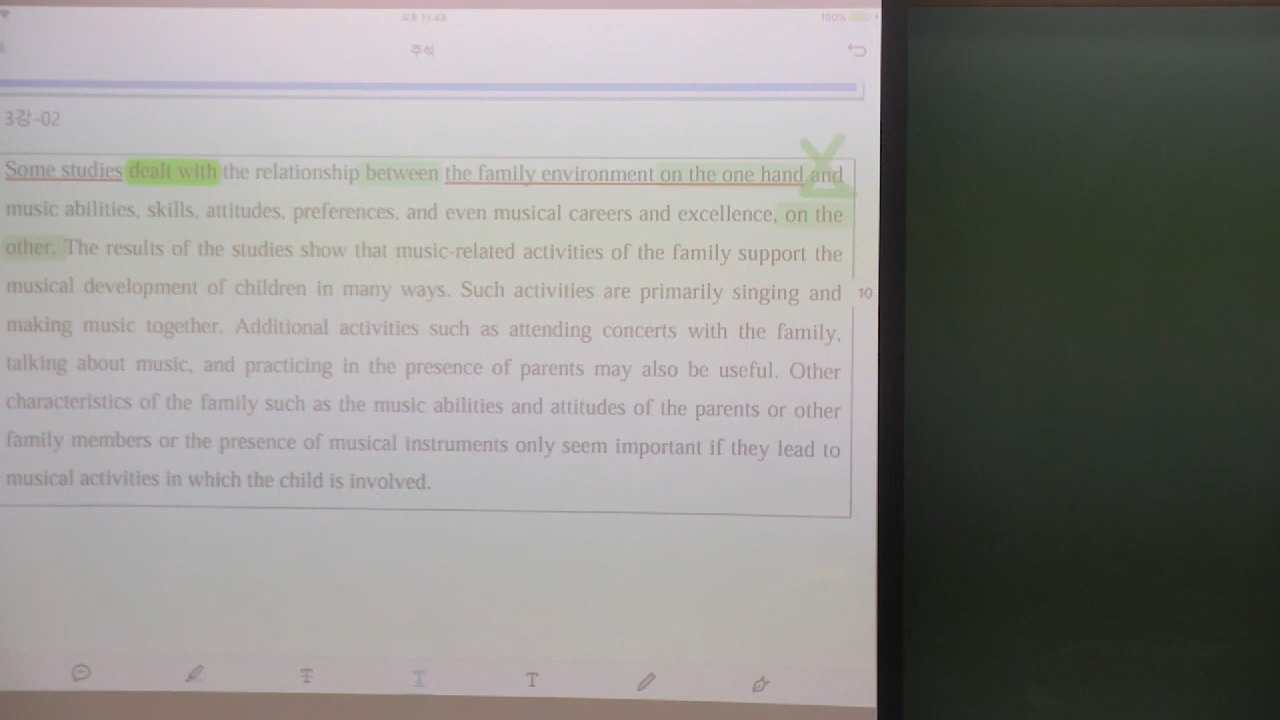 100%
주석
3강-02
Some studies dealt with the relationship between the family environment on the one hand and
music abilities, skills, attitudes, preferences, and even musical careers and excellence, on the
other. The results of the studies show that music-related activities of the family support the
musical development of children in many ways. Such activities are primarily singing and
10
making music together. Additional activities such as attending concerts with the family,
talking about music, and practicing in the presence of parents may also be useful. Other
characteristics of the family such as the music abilities and attitudes of the parents or other
family members or the presence of musical instruments only seem important if they lead to
musical activities in which the child is involved.